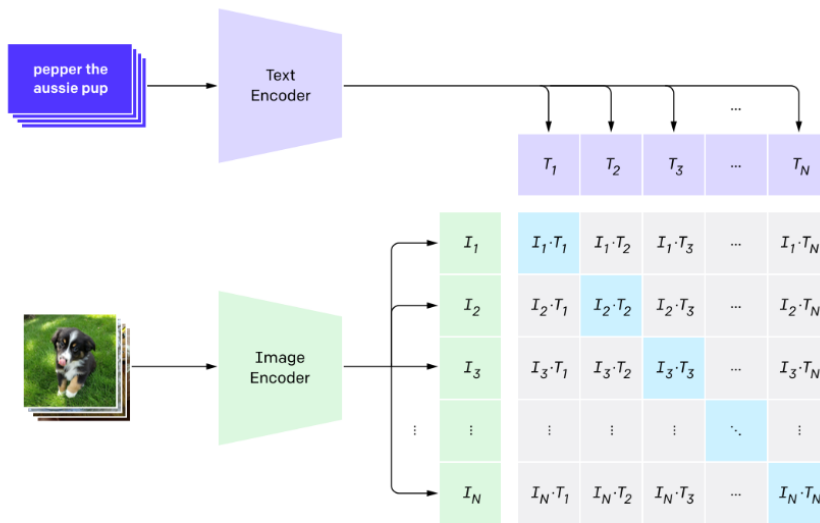 pepper the
aussie pup
Text
Encoder
...
T1 T2 T3 ... TN
I1 I1·T1 I1·T2 I1·T3 ... I1·TN
I2 I2·T1 I2·T2 I2·T3 ... I2·TN
Image
Encoder
I3 I3·T1 I3·T2 I3·T3 ... I3·TN
⋮ ⋮ ⋮ ⋮ ⋮ ⋱ ⋮
IN IN·T1 IN·T2 IN·T3 ... IN·TN